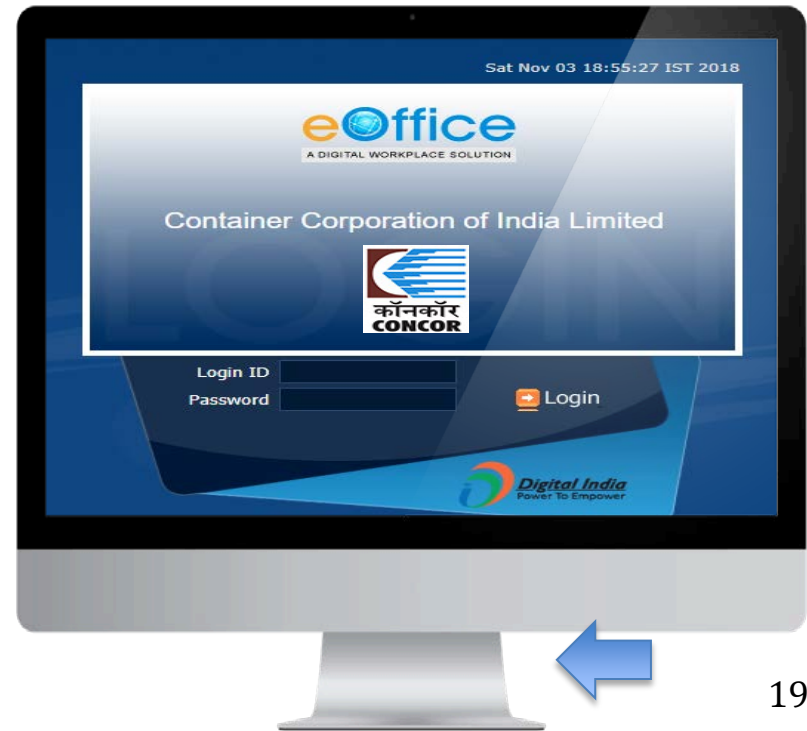 Sat Nov 03 18:55:27 IST 2018
eOffice
A DIGITAL WORKPLACE SOLUTION
Container Corporation of India Limited
कॉनकॉर
CONCOR
LOGIN
Login ID
Password
Login
Digital India
Power To Empower
19